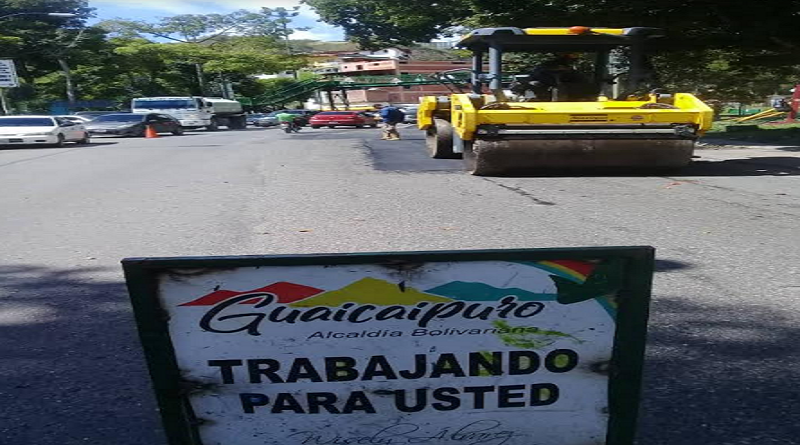 Guaicaipuro
Alcaldía Bolivariana
TRABAJANDO
PARA USTED